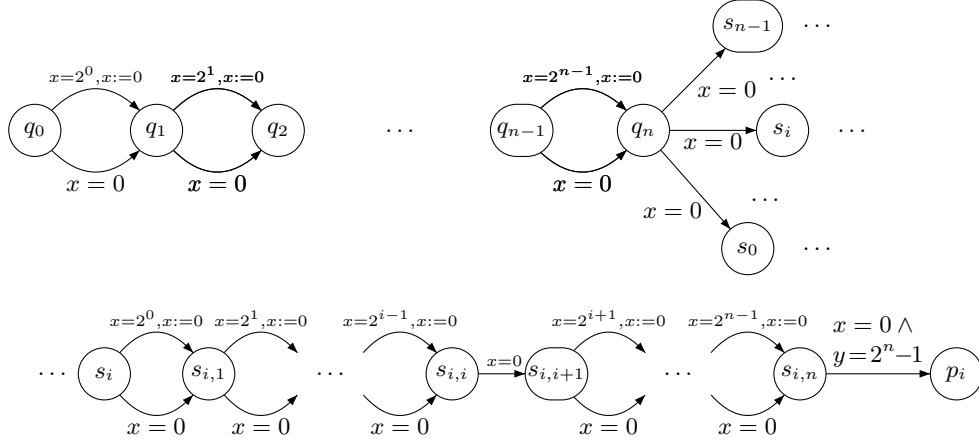 s_{n−1} ···
x=2^0,x:=0 x=2^1,x:=0 x=2^{n−1},x:=0
x = 0 ···
q_0 q_1 q_2 ··· q_{n−1} q_n s_i ···
x = 0
x = 0 x = 0 x = 0
x = 0 ···
s_0 ···
x=2^0,x:=0 x=2^1,x:=0 x=2^{i−1},x:=0 x=2^{i+1},x:=0 x=2^{n−1},x:=0 x = 0 ∧
y=2^n−1
··· s_i s_{i,1} ··· s_{i,i} x=0 s_{i,i+1} ··· s_{i,n} p_i
x = 0 x = 0 x = 0 x = 0 x = 0